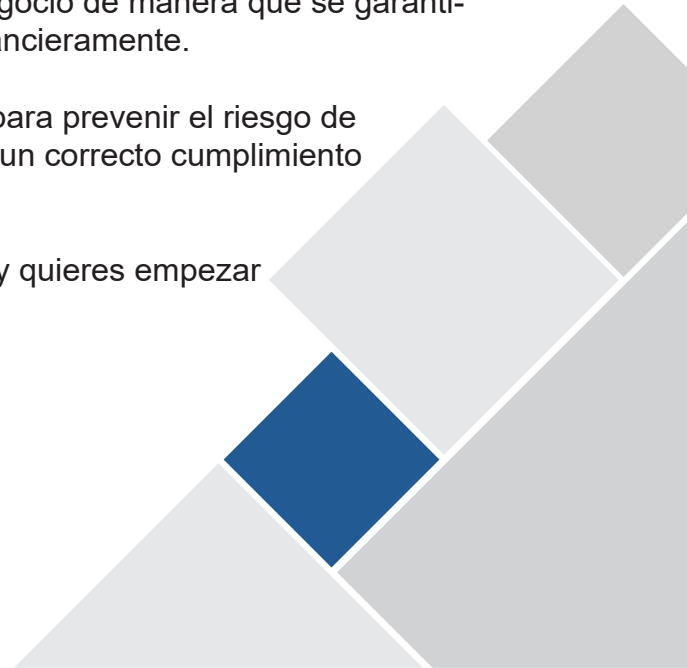 gocio de manera que se garanti-
ncieramente.
para prevenir el riesgo de
un correcto cumplimiento
y quieres empezar